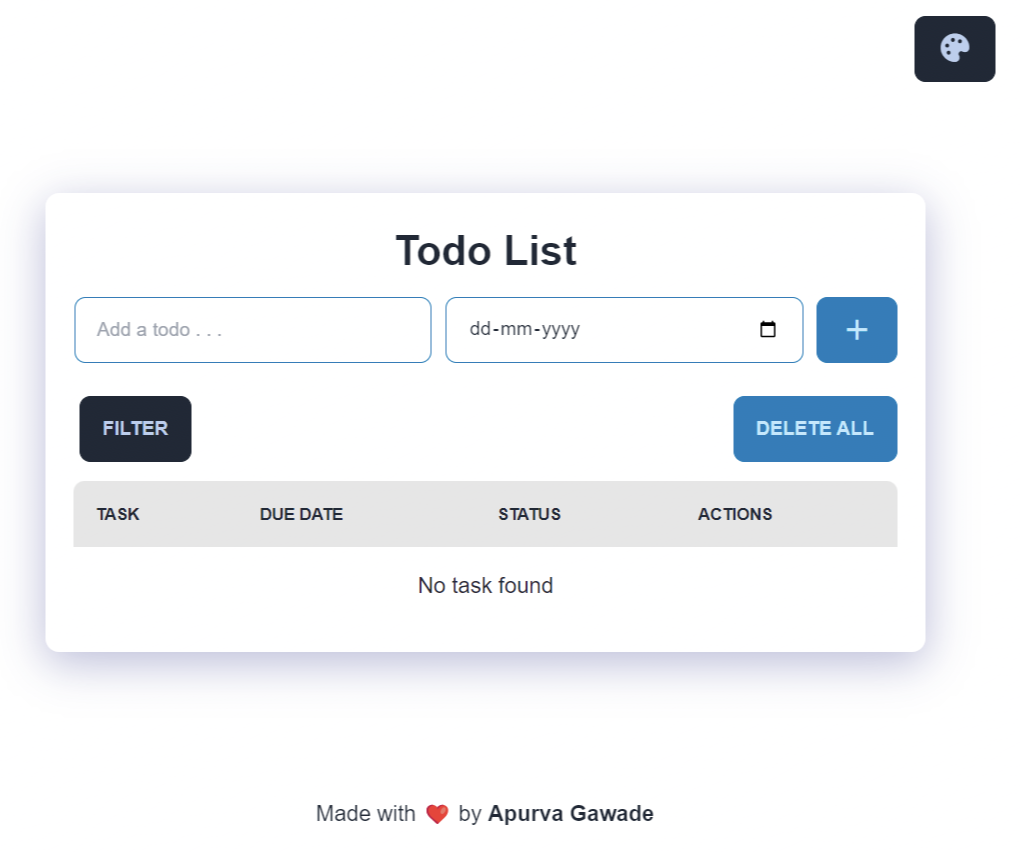 Todo List
Add a todo . . .
dd-mm-yyyy
+
FILTER
DELETE ALL
TASK DUE DATE STATUS ACTIONS
No task found
Made with ❤️ by Apurva Gawade